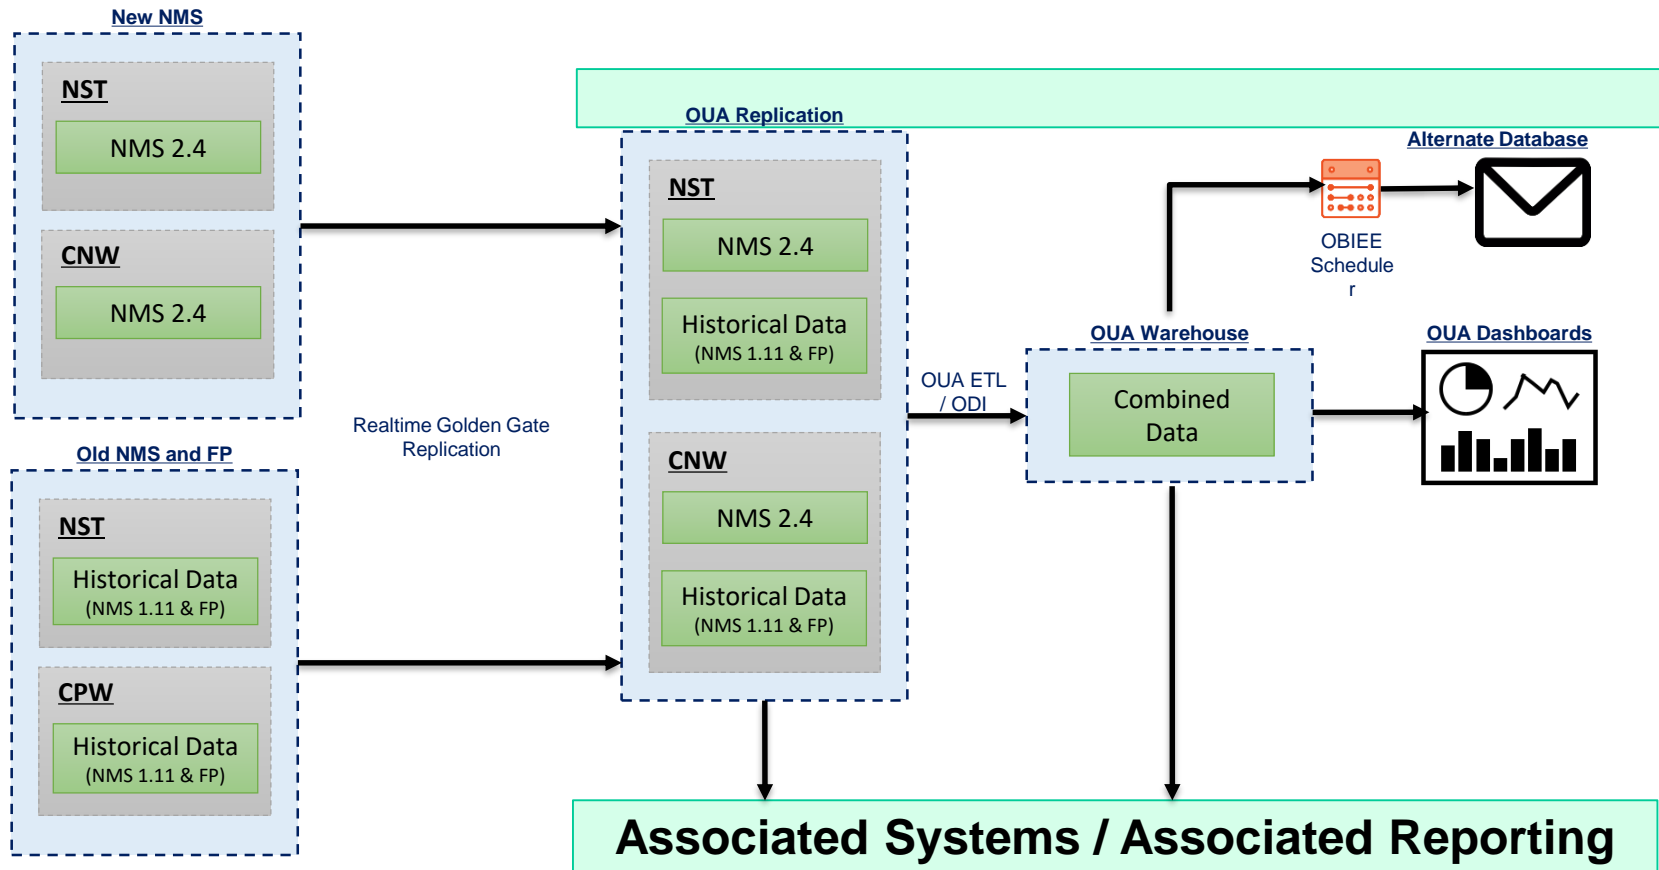 New NMS
NST
NMS 2.4
CNW
NMS 2.4
Old NMS and FP
NST
Historical Data
(NMS 1.11 & FP)
CPW
Historical Data
(NMS 1.11 & FP)
Realtime Golden Gate
Replication
OUA Replication
NST
NMS 2.4
Historical Data
(NMS 1.11 & FP)
CNW
NMS 2.4
Historical Data
(NMS 1.11 & FP)
OUA ETL
/ ODI
OUA Warehouse
Combined
Data
Alternate Database
OBIEE
Schedule
r
OUA Dashboards
Associated Systems / Associated Reporting